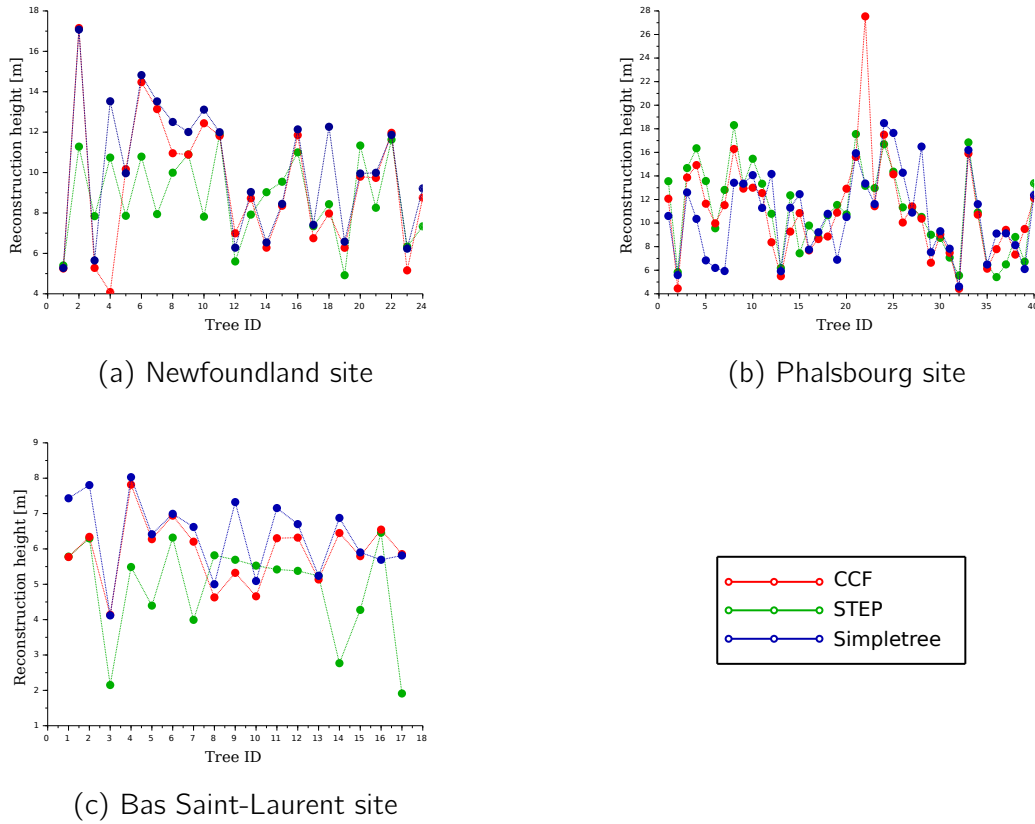 18
16
14
12
10
8
6
4
Reconstruction height [m]
0 2 4 6 8 10 12 14 16 18 20 22 24
Tree ID
(a) Newfoundland site
28
26
24
22
20
18
16
14
12
10
8
6
4
Reconstruction height [m]
0 5 10 15 20 25 30 35 40
Tree ID
(b) Phalsbourg site
9
8
7
6
5
4
3
2
1
Reconstruction height [m]
0 1 2 3 4 5 6 7 8 9 10 11 12 13 14 15 16 17 18
Tree ID
(c) Bas Saint-Laurent site
CCF
STEP
Simpletree